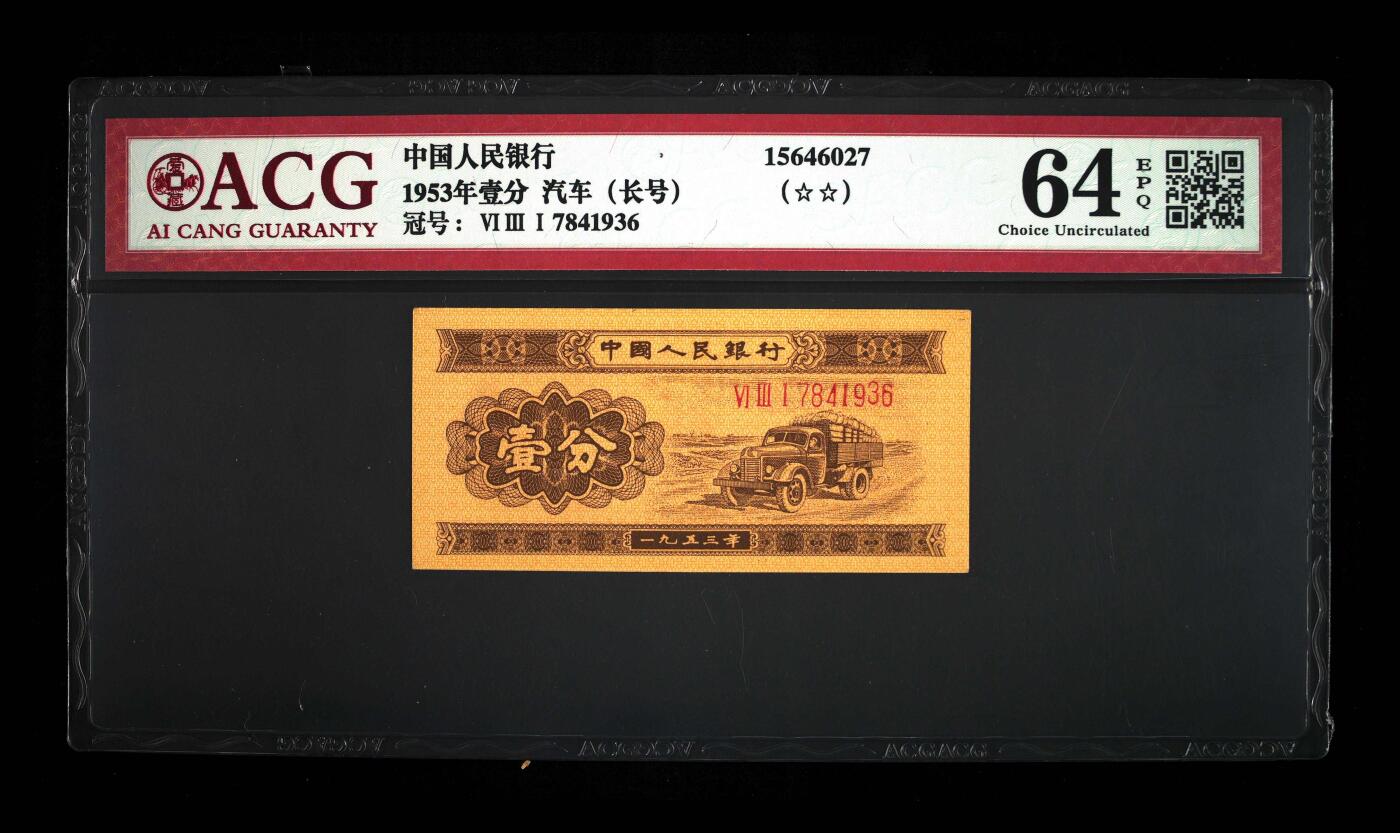 ACG
AI CANG GUARANTY
中国人民银行
1953年壹分 汽车（长号）
冠号：Ⅵ Ⅲ Ⅰ 7841936
15646027
（☆☆）
64
EPQ
Choice Uncirculated
中國人民銀行
Ⅵ Ⅲ Ⅰ 7841936
壹分
一九五三年